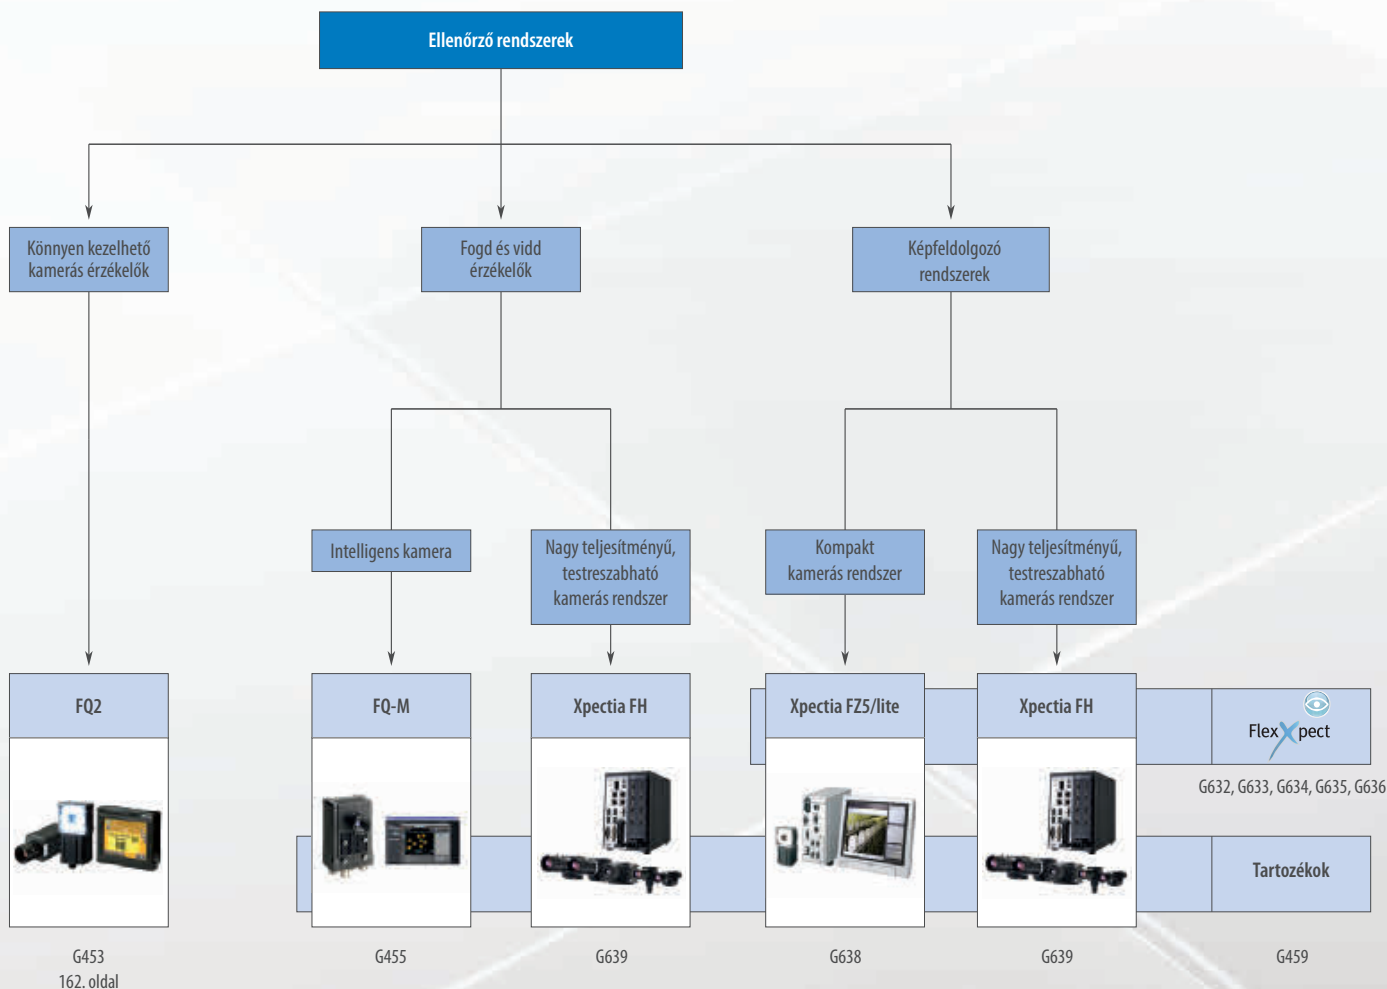 Ellenőrző rendszerek
Könnyen kezelhető
kamerás érzékelők
Fogd és vidd
érzékelők
Képfeldolgozó
rendszerek
Intelligens kamera
Nagy teljesítményű,
testreszabható
kamerás rendszer
Kompakt
kamerás rendszer
Nagy teljesítményű,
testreszabható
kamerás rendszer
FQ2
FQ-M
Xpectia FH
Xpectia FZ5/lite
Xpectia FH
FlexXpect
G632, G633, G634, G635, G636
Tartozékok
G453
162. oldal
G455
G639
G638
G639
G459